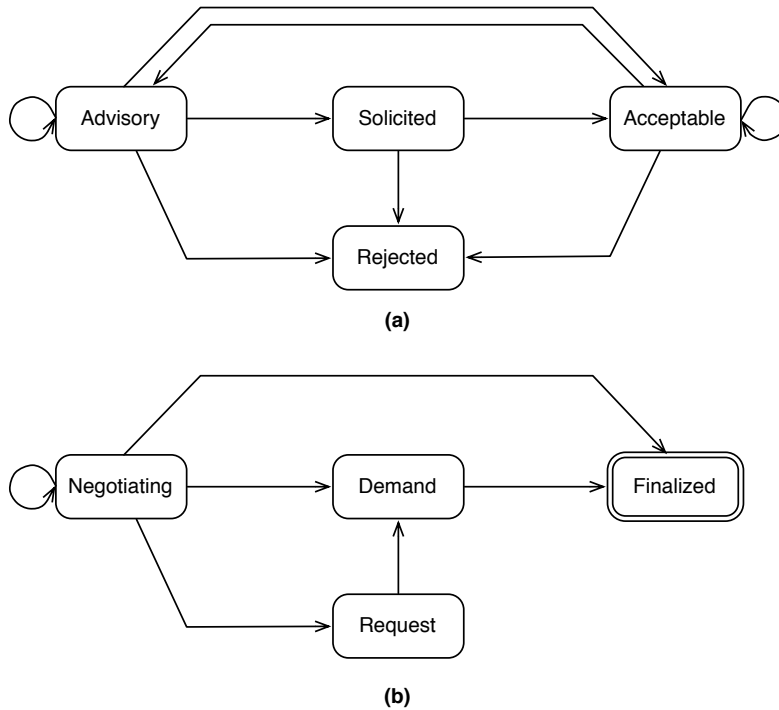 Advisory Solicited Acceptable
Rejected
(a)
Negotiating Demand Finalized
Request
(b)